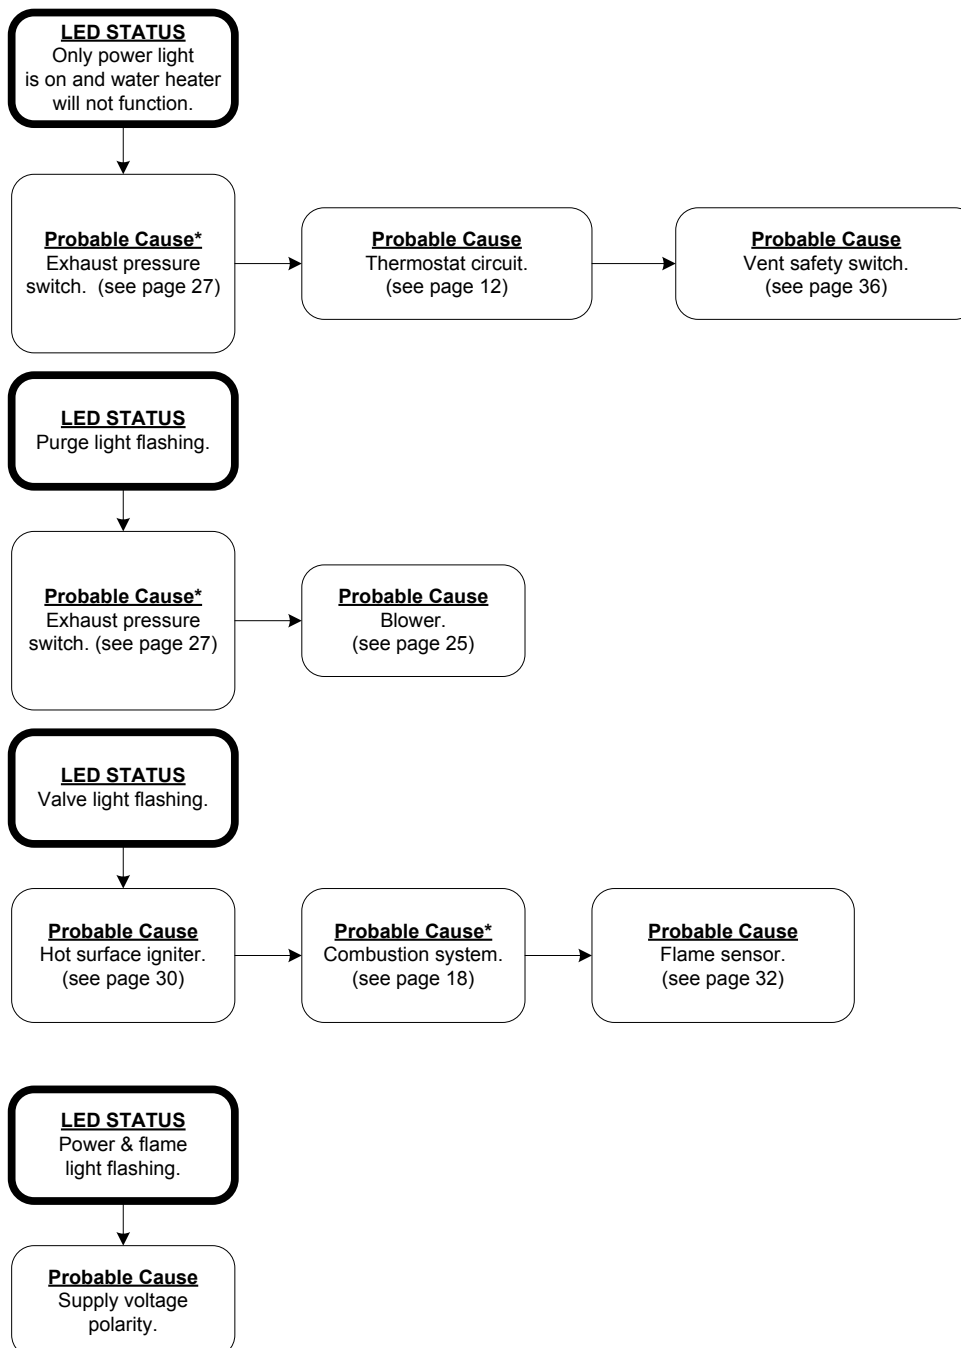 LED STATUS
Only power light
is on and water heater
will not function.
Probable Cause*
Exhaust pressure
switch.  (see page 27)
Probable Cause
Thermostat circuit.
(see page 12)
Probable Cause
Vent safety switch.
(see page 36)
LED STATUS
Purge light flashing.
Probable Cause*
Exhaust pressure
switch. (see page 27)
Probable Cause
Blower.
(see page 25)
LED STATUS
Valve light flashing.
Probable Cause
Hot surface igniter.
(see page 30)
Probable Cause*
Combustion system.
(see page 18)
Probable Cause
Flame sensor.
(see page 32)
LED STATUS
Power & flame
light flashing.
Probable Cause
Supply voltage
polarity.